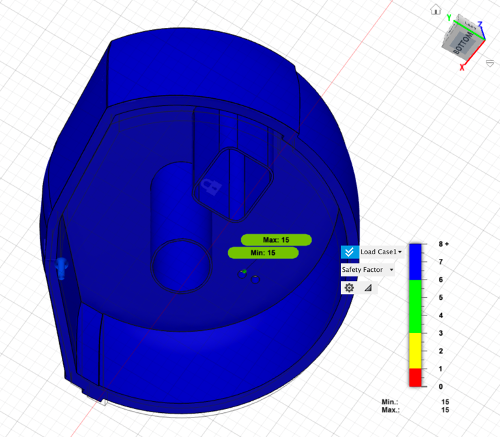 Y
Z
BOTTOM
X
Max: 15
Min: 15
Load Case1
Safety Factor
8 +
7
6
5
4
3
2
1
0
Min.: 15
Max.: 15